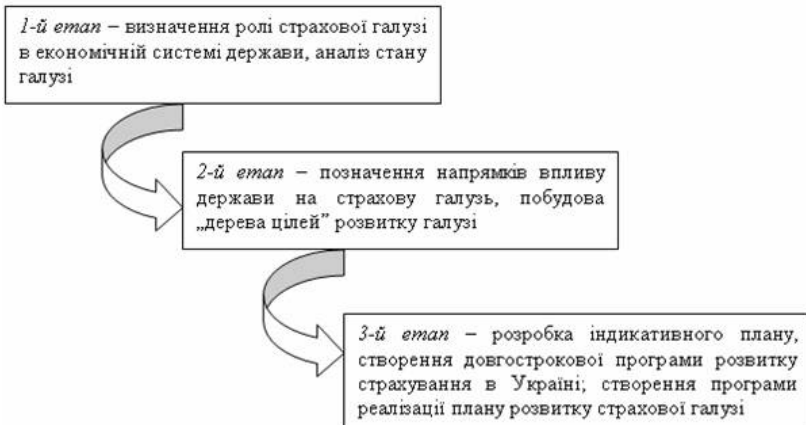 1-й етап – визначення ролі страхової галузі
в економічній системі держави, аналіз стану
галузі
2-й етап – позначення напрямків впливу
держави на страхову галузь, побудова
„дерева цілей” розвитку галузі
3-й етап – розробка індикативного плану,
створення довгострокової програми розвитку
страхування в Україні; створення програми
реалізації плану розвитку страхової галузі